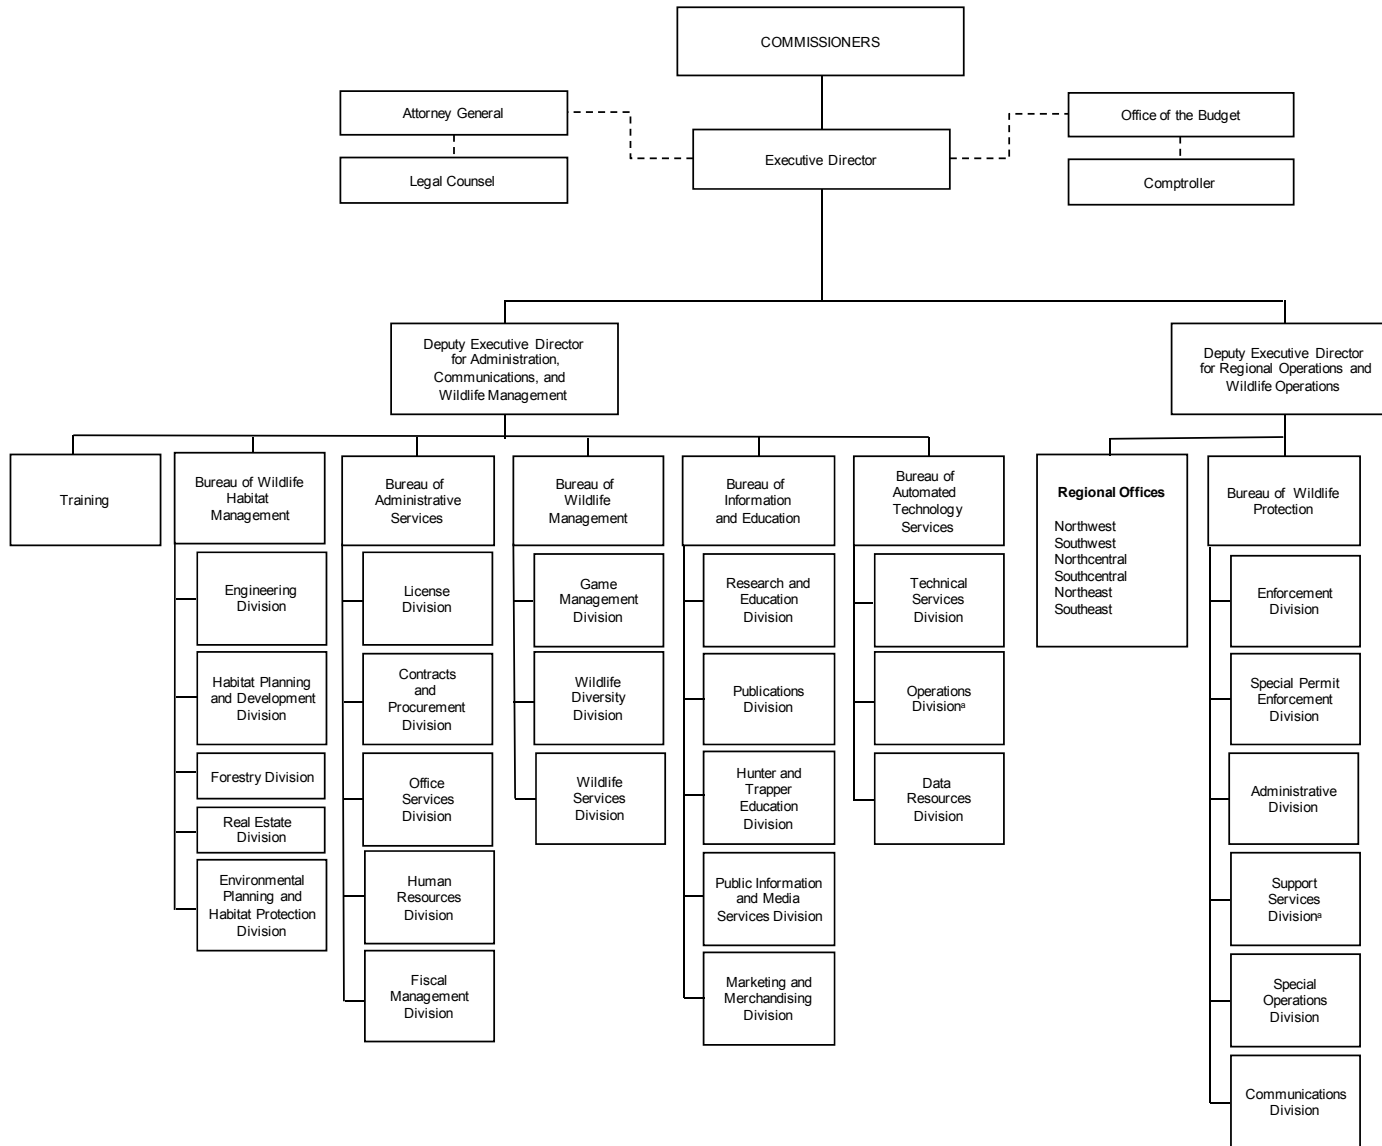 COMMISSIONERS
Attorney General
Office of the Budget
Executive Director
Legal Counsel
Comptroller
Deputy Executive Director
for Administration,
Communications, and
Wildlife Management
Deputy Executive Director
for Regional Operations and
Wildlife Operations
Training
Bureau of Wildlife
Habitat
Management
Bureau of
Administrative
Services
Bureau of
Wildlife
Management
Bureau of
Information
and Education
Bureau of
Automated
Technology
Services
Regional Offices
Northwest
Southwest
Northcentral
Southcentral
Northeast
Southeast
Bureau of Wildlife
Protection
Engineering
Division
Habitat Planning
and Development
Division
Forestry Division
Real Estate
Division
Environmental
Planning and
Habitat Protection
Division
License
Division
Contracts
and
Procurement
Division
Office
Services
Division
Human
Resources
Division
Fiscal
Management
Division
Game
Management
Division
Wildlife
Diversity
Division
Wildlife
Services
Division
Research and
Education
Division
Publications
Division
Hunter and
Trapper
Education
Division
Public Information
and Media
Services Division
Marketing and
Merchandising
Division
Technical
Services
Division
Operations
Divisionª
Data
Resources
Division
Enforcement
Division
Special Permit
Enforcement
Division
Administrative
Division
Support
Services
Divisionª
Special
Operations
Division
Communications
Division